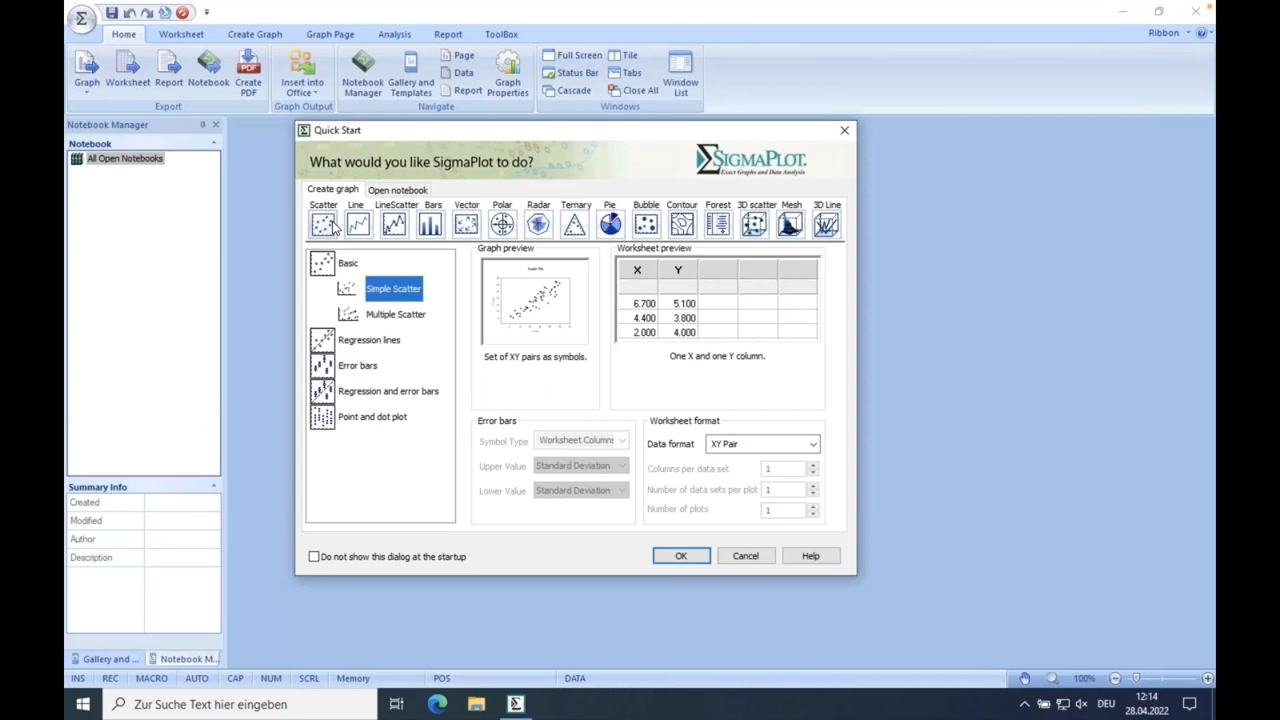 Home Worksheet Create Graph Graph Page Analysis Report ToolBox Ribbon
Graph Worksheet Report Notebook Create PDF
Export
Insert into Office
Graph Output
Notebook Manager Gallery and Templates Page Data Report Graph Properties
Navigate
Full Screen Tile
Status Bar Tabs
Cascade Close All
Window List
Windows
Notebook Manager
Notebook
All Open Notebooks
Summary Info
Created
Modified
Author
Description
Gallery and ... Notebook M...
Quick Start
What would you like SigmaPlot to do?
SIGMAPLOT
Exact Graphs and Data Analysis
Create graph Open notebook
Scatter Line LineScatter Bars Vector Polar Radar Ternary Pie Bubble Contour Forest 3D scatter Mesh 3D Line
Basic
Simple Scatter
Multiple Scatter
Regression lines
Error bars
Regression and error bars
Point and dot plot
Graph preview
Set of XY pairs as symbols.
Worksheet preview
X Y
6.700 5.100
4.400 3.800
2.000 4.000
One X and one Y column.
Error bars
Symbol Type Worksheet Columns
Upper Value Standard Deviation
Lower Value Standard Deviation
Worksheet format
Data format XY Pair
Columns per data set 1
Number of data sets per plot 1
Number of plots 1
Do not show this dialog at the startup
OK Cancel Help
INS REC MACRO AUTO CAP NUM SCRL Memory POS DATA 100%
Zur Suche Text hier eingeben
DEU
12:14
28.04.2022